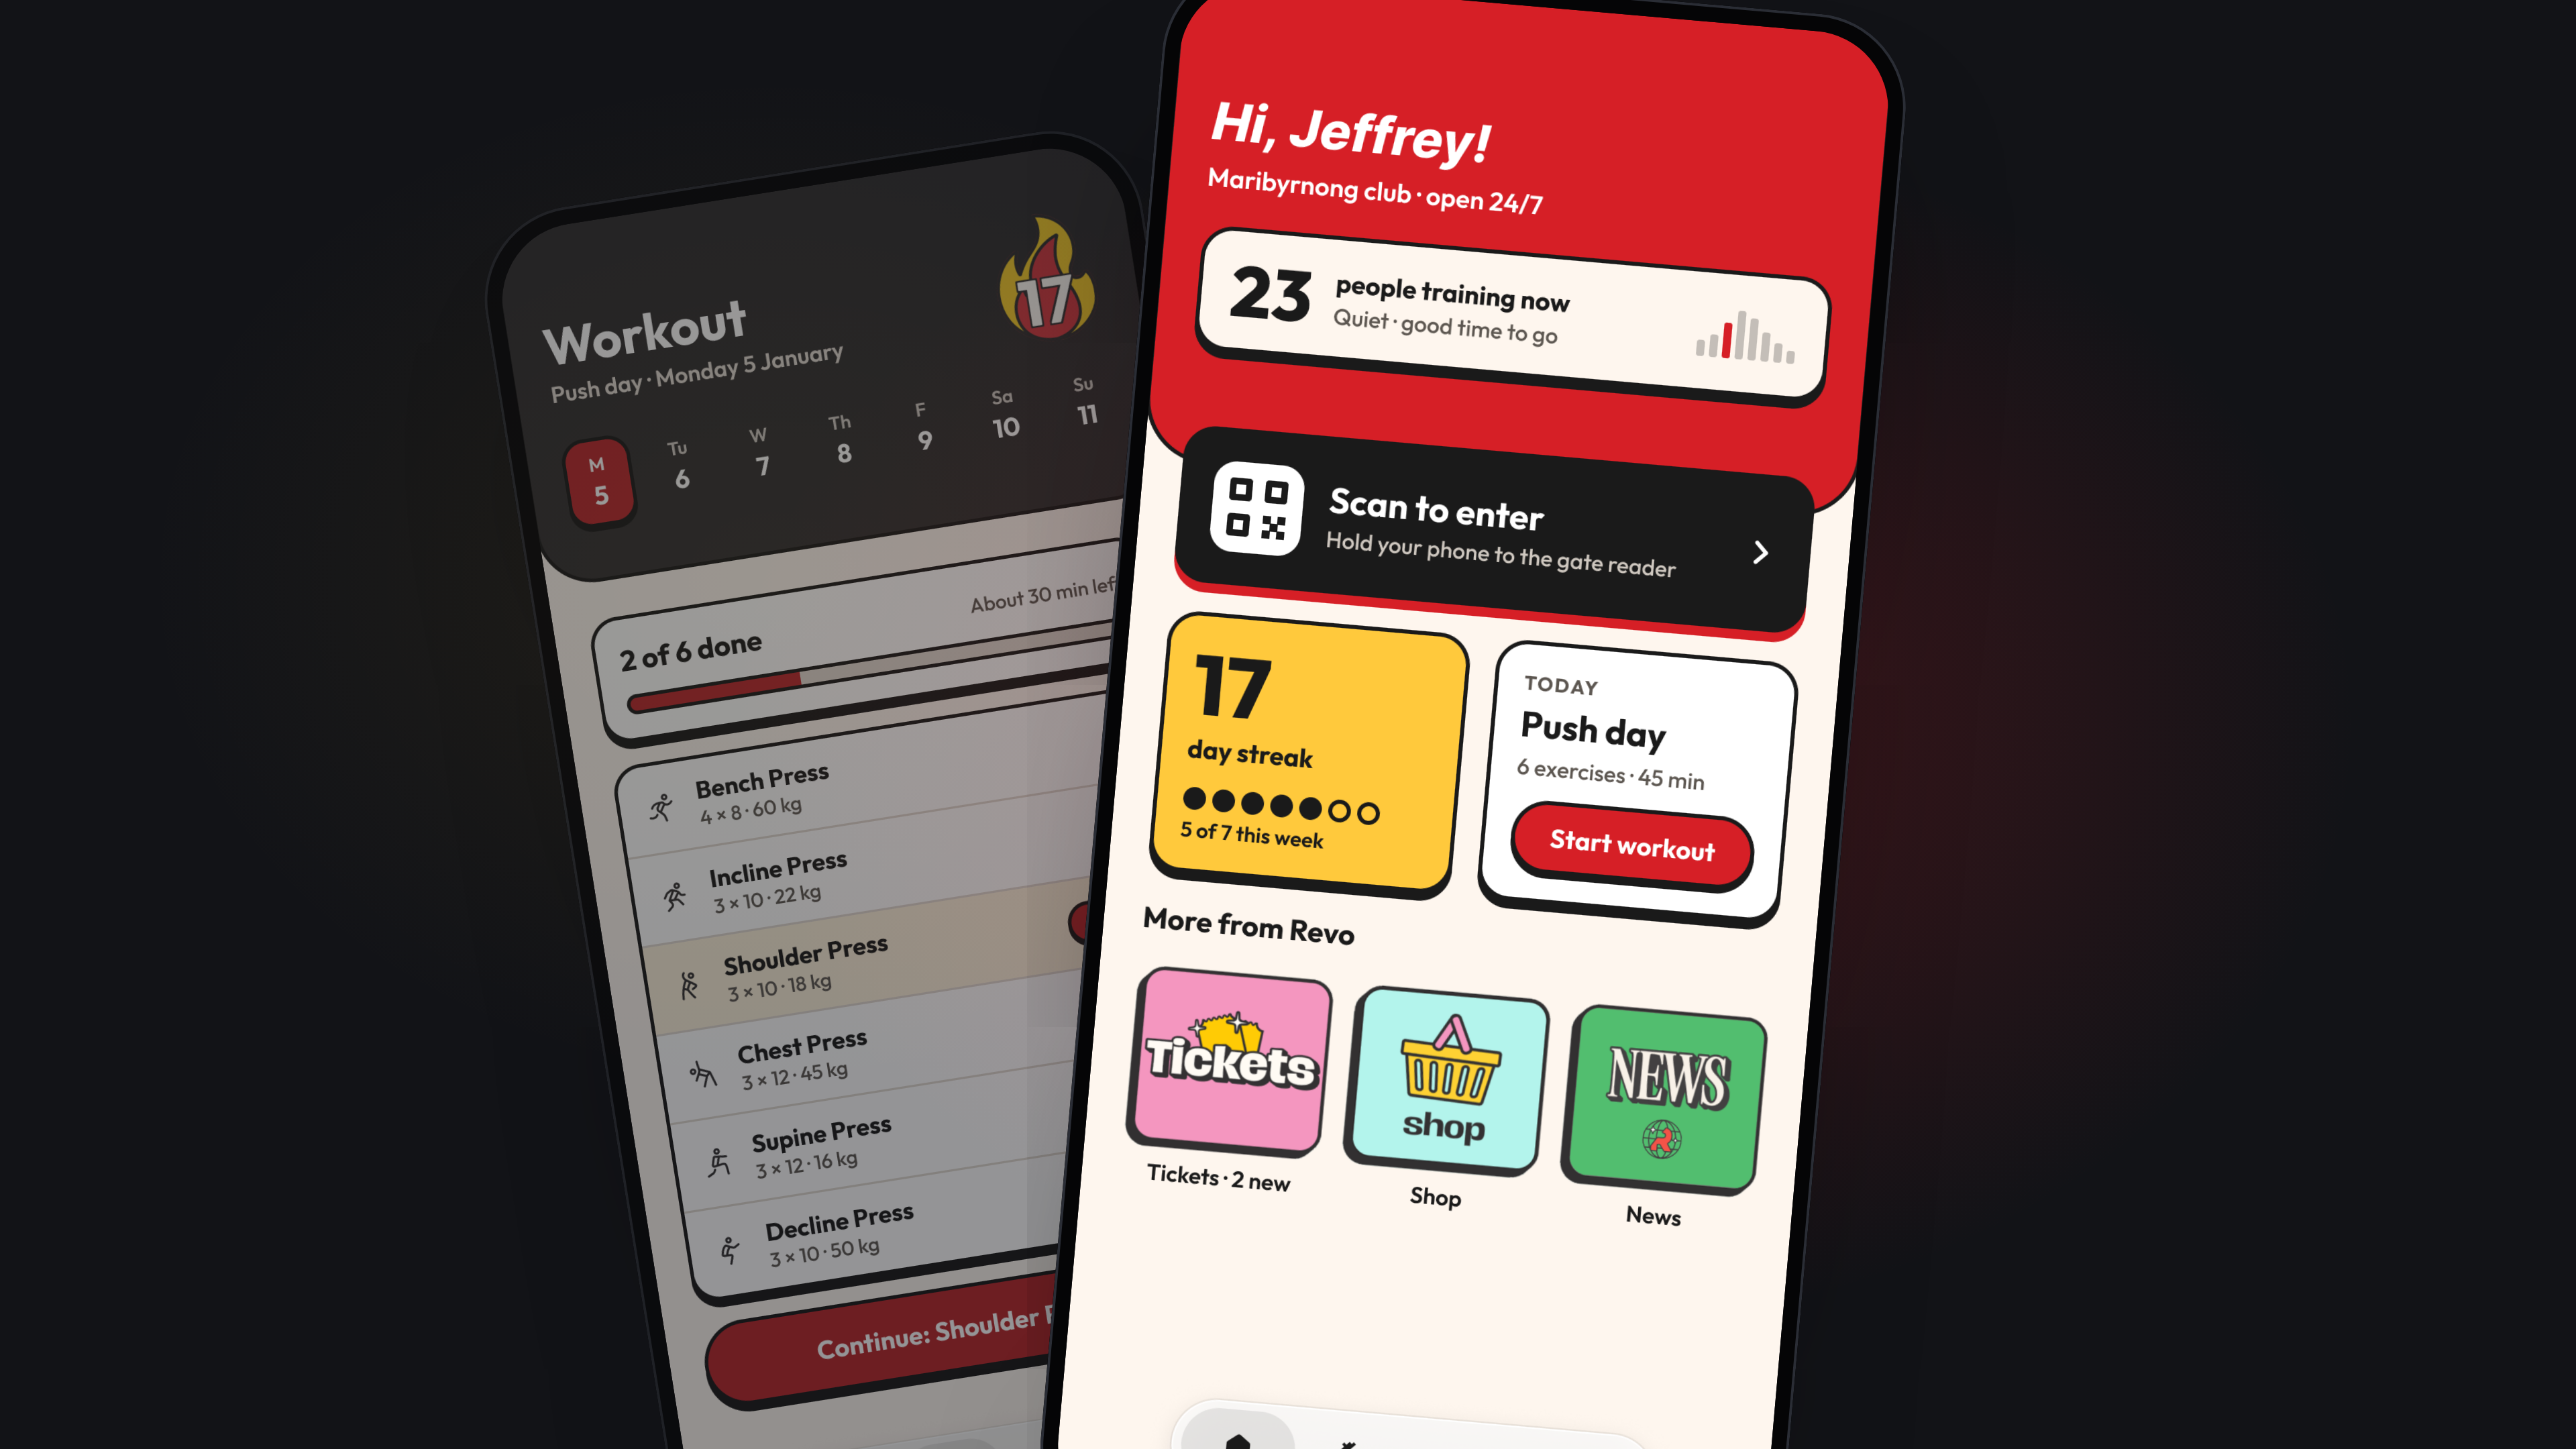 Workout
Push day · Monday 5 January
17
M
5
Tu
6
W
7
Th
8
F
9
Sa
10
Su
11
2 of 6 done
About 30 min
Bench Press
4 × 8 · 60 kg
Incline Press
3 × 10 · 22 kg
Shoulder Press
3 × 10 · 18 kg
Chest Press
3 × 12 · 45 kg
Supine Press
3 × 12 · 16 kg
Decline Press
3 × 10 · 50 kg
Continue: Shoulder
Hi, Jeffrey!
Maribyrnong club · open 24/7
23
people training now
Quiet · good time to go
Scan to enter
Hold your phone to the gate reader
17
day streak
5 of 7 this week
TODAY
Push day
6 exercises · 45 min
Start workout
More from Revo
Tickets
Tickets · 2 new
shop
Shop
NEWS
News